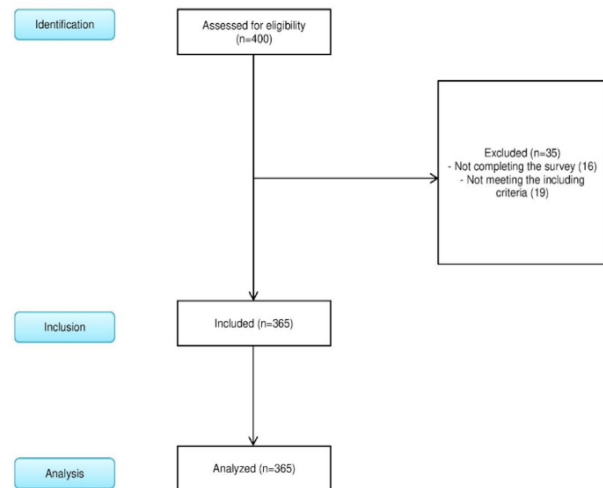 Identification
Assessed for eligibility
(n=400)
Excluded (n=35)
- Not completing the survey (16)
- Not meeting the including
criteria (19)
Inclusion
Included (n=365)
Analysis
Analyzed (n=365)